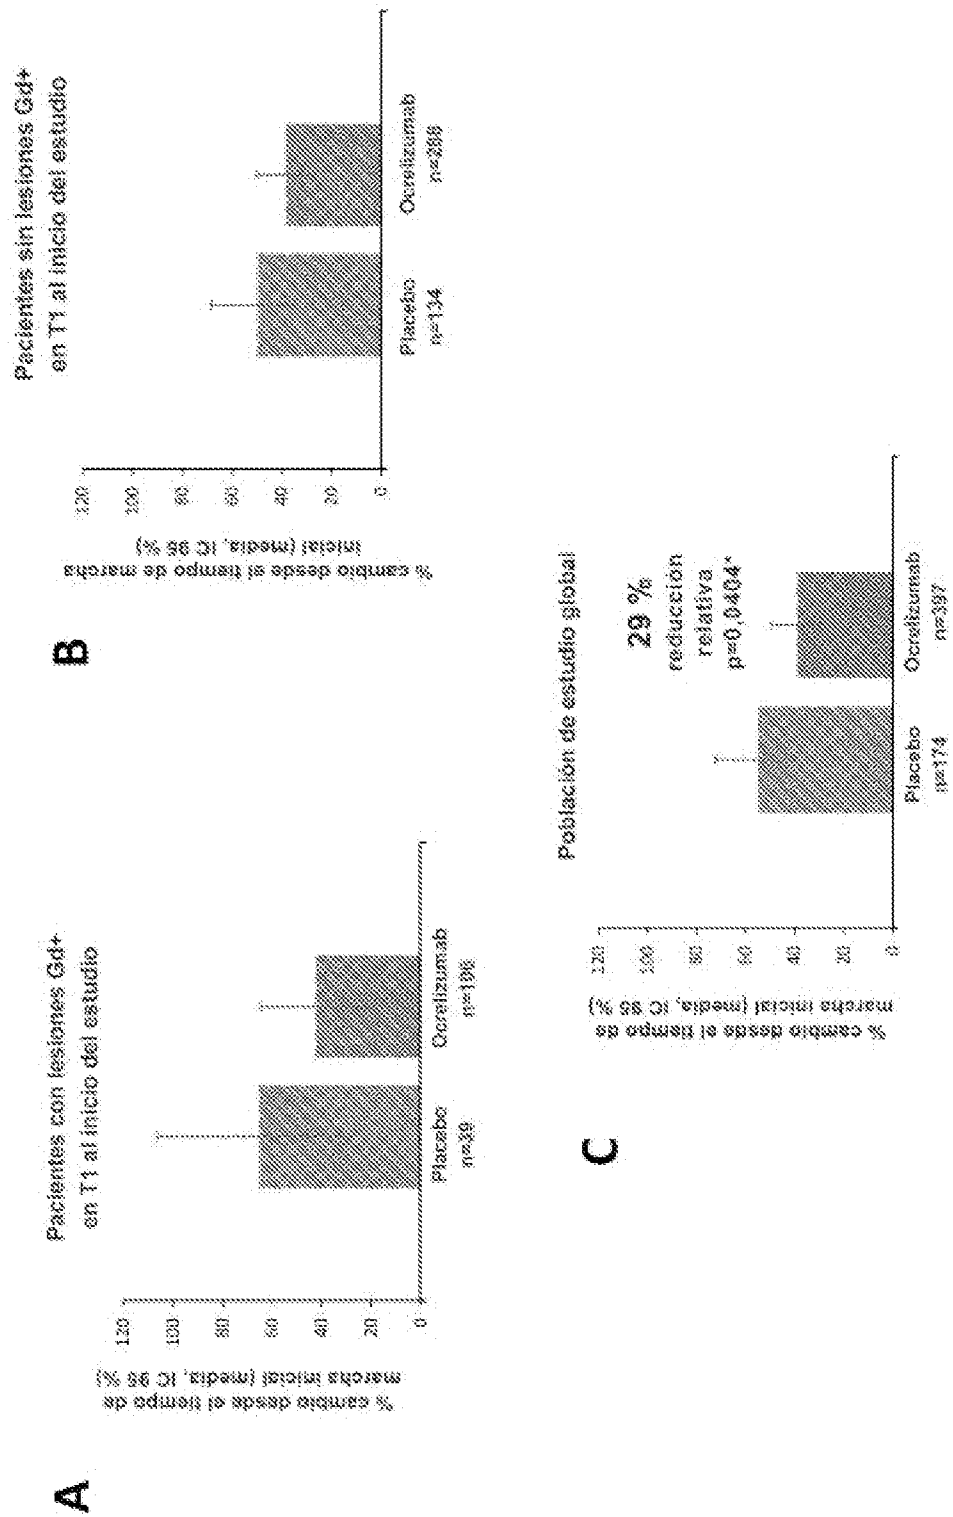 A
Pacientes con lesiones Gd+
en T1 al inicio del estudio
% cambio desde el tiempo de
marcha inicial (media, IC 95 %)
120
100
80
60
40
20
0
Placebo
n=39
Ocrelizumab
B
Pacientes sin lesiones Gd+
en T1 al inicio del estudio
% cambio desde el tiempo de marcha
inicial (media, IC 95 %)
120
100
80
60
40
20
0
Placebo
n=134
Ocrelizumab
n=288
C
Población de estudio global
% cambio desde el tiempo de
marcha inicial (media, IC 95 %)
120
100
80
60
40
20
0
29 %
reducción
relativa
p=0,0404*
Placebo
n=174
Ocrelizumab
n=397